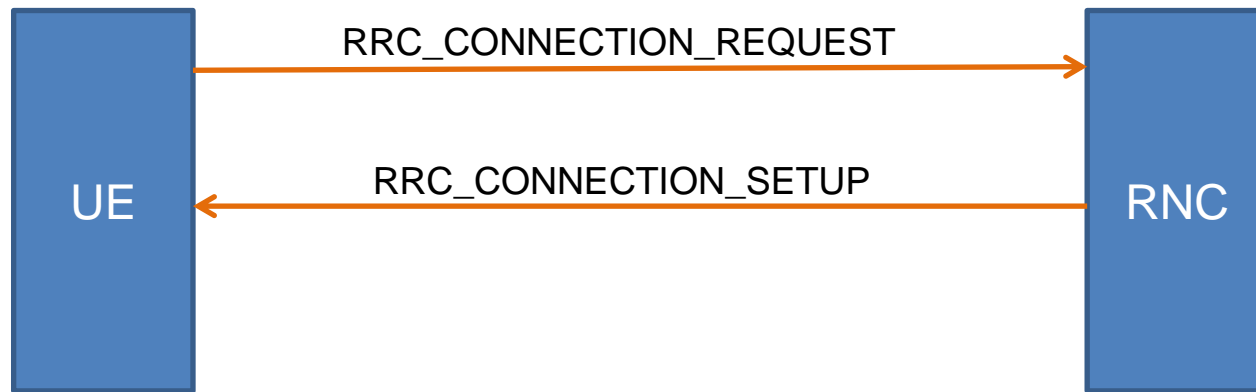 RRC_CONNECTION_REQUEST
RRC_CONNECTION_SETUP
UE
RNC